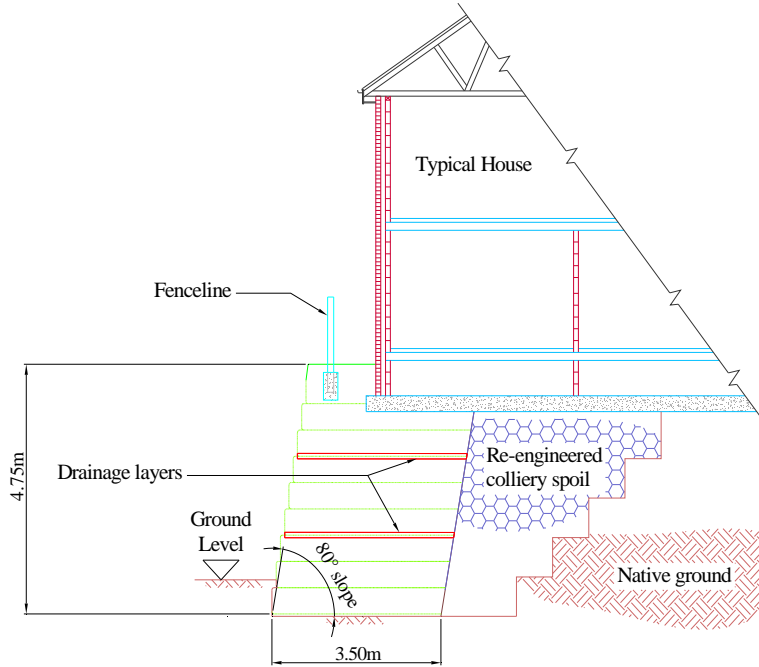 Typical House
Fenceline
Re-engineered
colliery spoil
Drainage layers
4.75m
Ground
Level
80° slope
Native ground
3.50m